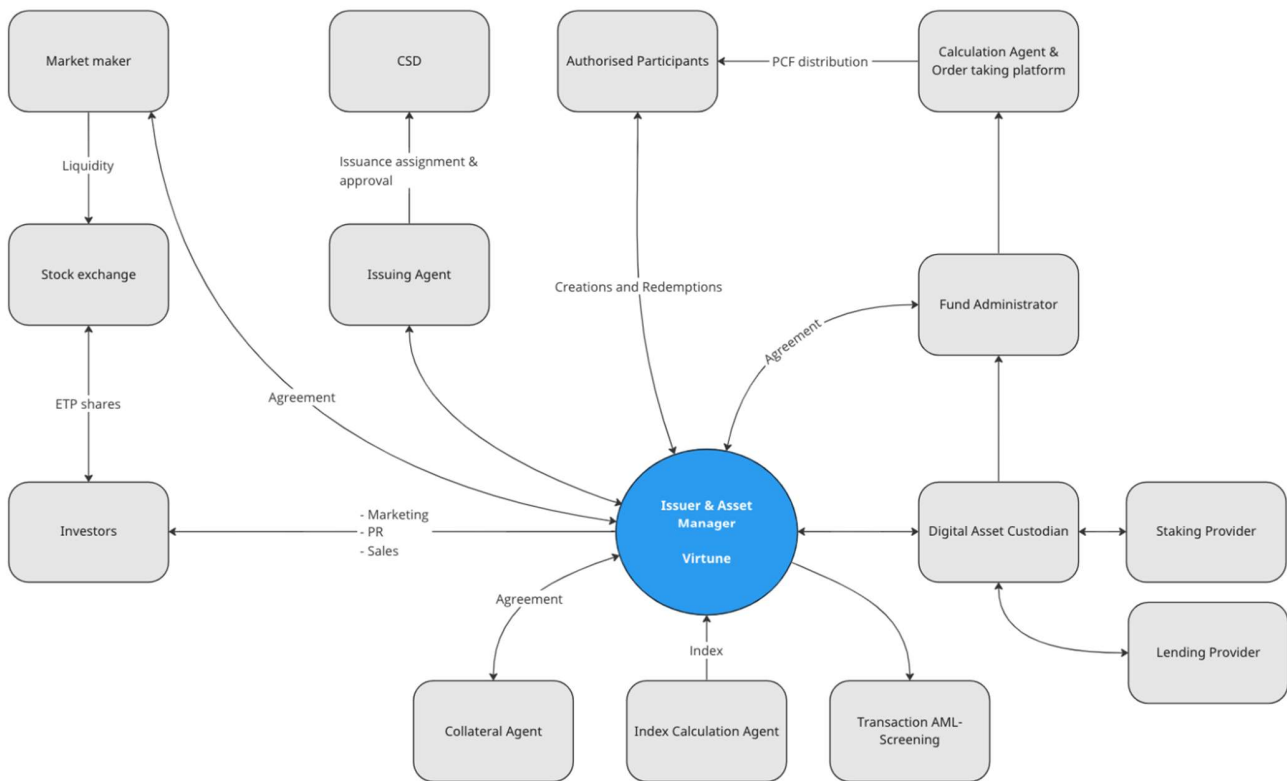 Market maker
CSD
Authorised Participants
PCF distribution
Calculation Agent &
Order taking platform
Liquidity
Issuance assignment &
approval
Stock exchange
Issuing Agent
Creations and Redemptions
Fund Administrator
Agreement
ETP shares
Agreement
Investors
- Marketing
- PR
- Sales
Issuer & Asset
Manager
Virtune
Digital Asset Custodian
Staking Provider
Agreement
Index
Lending Provider
Collateral Agent
Index Calculation Agent
Transaction AML-
Screening